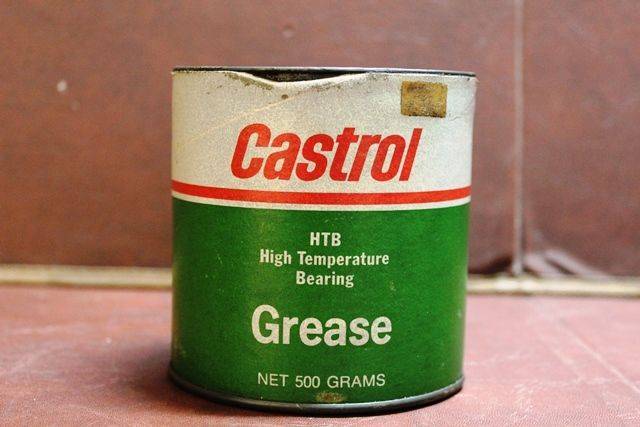 Castrol
HTB
High Temperature
Bearing
Grease
NET 500 GRAMS